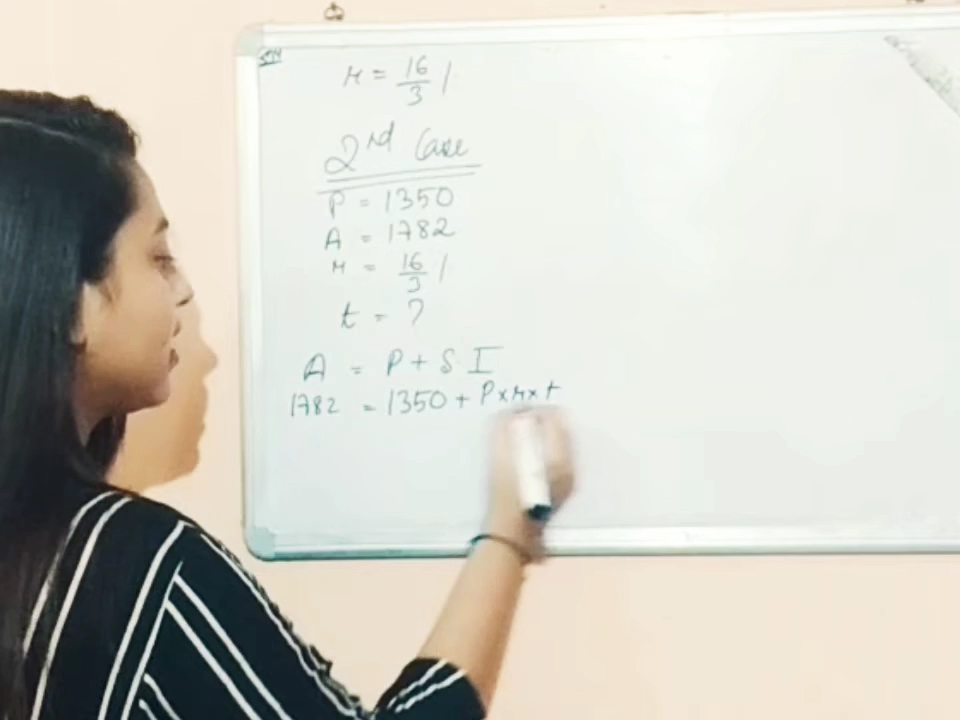 r = 16/3 %
2nd Case
P = 1350
A = 1782
r = 16/3 %
t = ?
A = P + S.I
1782 = 1350 + P×r×t